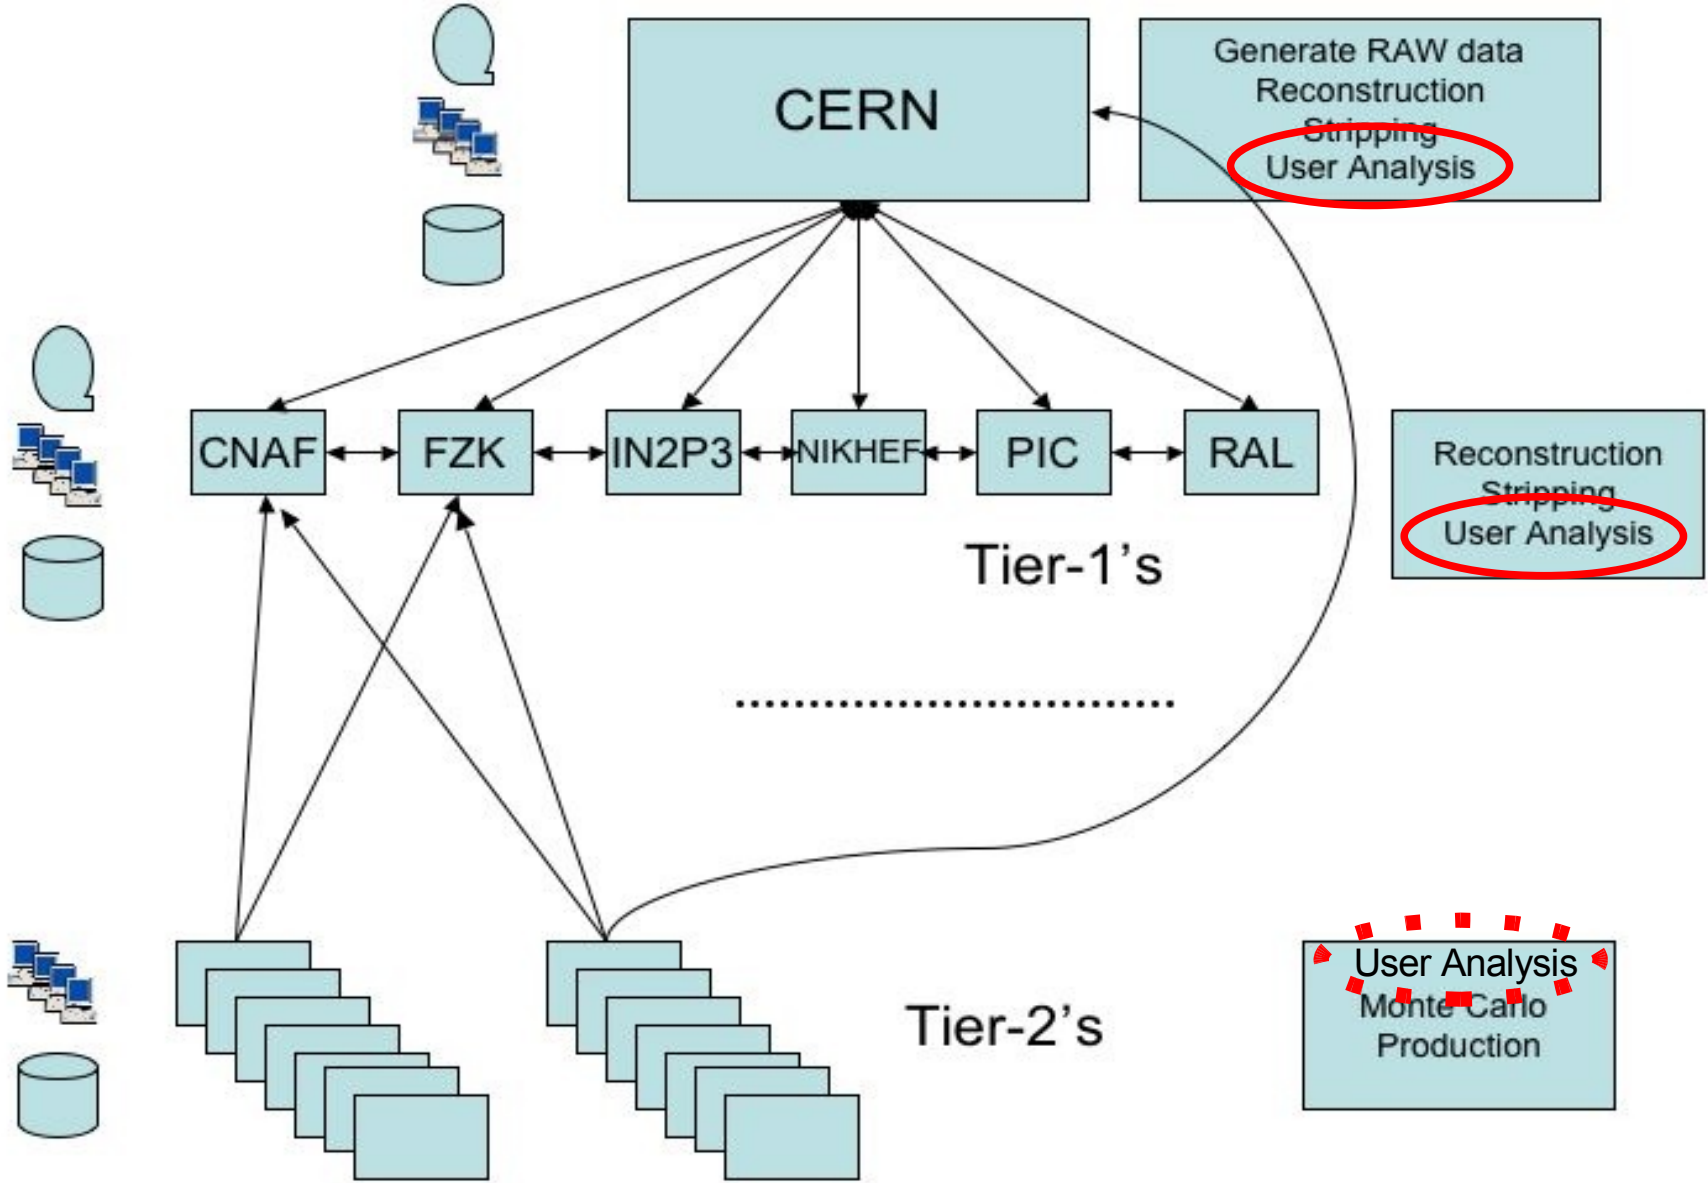 CERN
Generate RAW data
Reconstruction
Stripping
User Analysis
CNAF
FZK
IN2P3
NIKHEF
PIC
RAL
Reconstruction
Stripping
User Analysis
Tier-1's
Tier-2's
User Analysis
Monte Carlo
Production